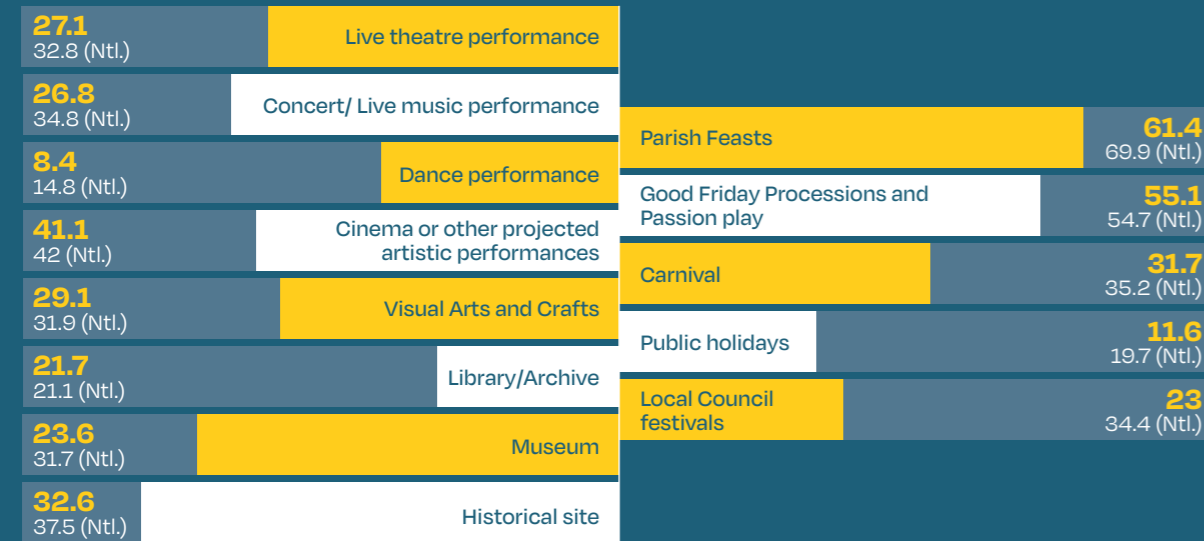 27.1
32.8 (Ntl.)
Live theatre performance
26.8
34.8 (Ntl.)
Concert/ Live music performance
8.4
14.8 (Ntl.)
Dance performance
41.1
42 (Ntl.)
Cinema or other projected
artistic performances
29.1
31.9 (Ntl.)
Visual Arts and Crafts
21.7
21.1 (Ntl.)
Library/Archive
23.6
31.7 (Ntl.)
Museum
32.6
37.5 (Ntl.)
Historical site
Parish Feasts
61.4
69.9 (Ntl.)
Good Friday Processions and
Passion play
55.1
54.7 (Ntl.)
Carnival
31.7
35.2 (Ntl.)
Public holidays
11.6
19.7 (Ntl.)
Local Council
festivals
23
34.4 (Ntl.)